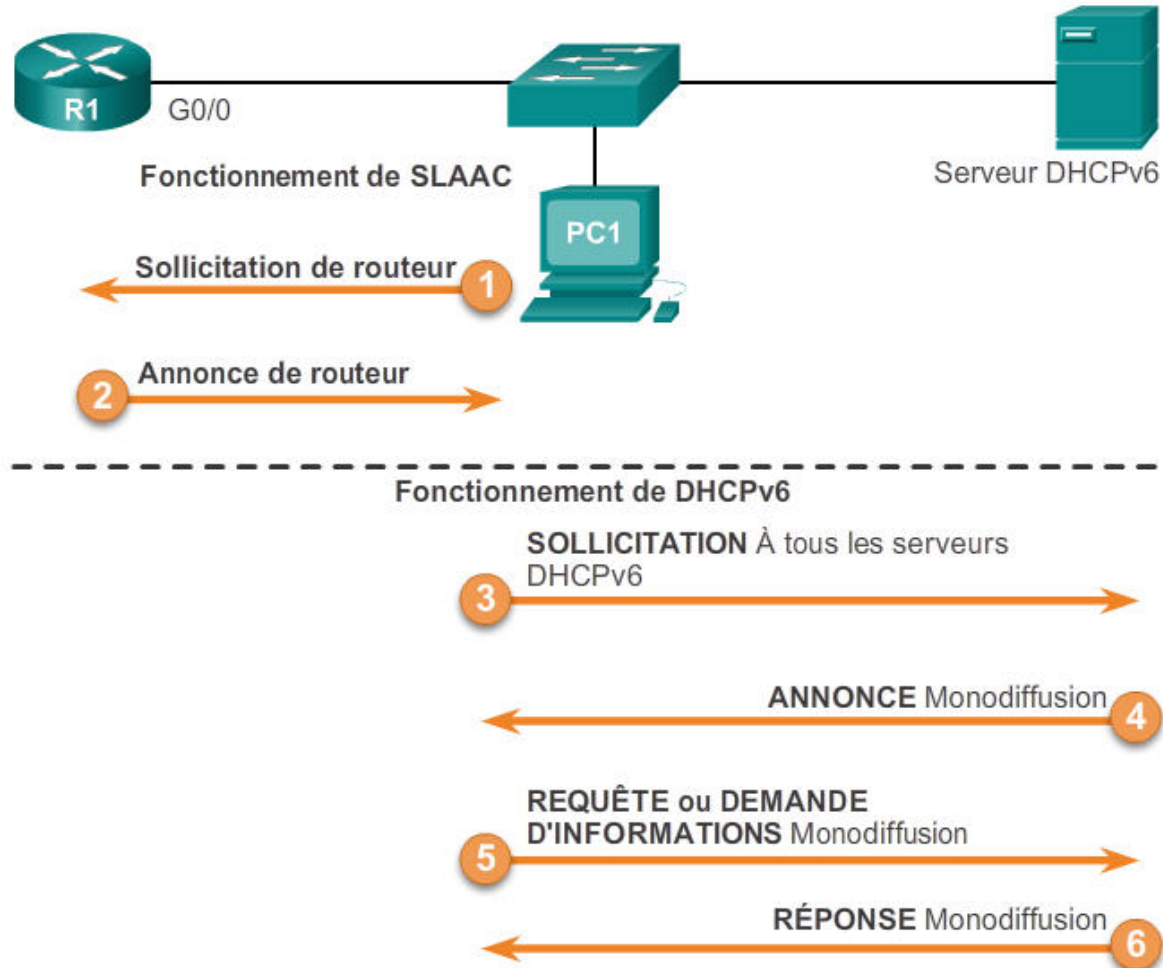 R1
G0/0
Serveur DHCPv6
Fonctionnement de SLAAC
PC1
Sollicitation de routeur
1
2
Annonce de routeur
Fonctionnement de DHCPv6
SOLLICITATION À tous les serveurs
DHCPv6
3
ANNONCE Monodiffusion
4
REQUÊTE ou DEMANDE
D'INFORMATIONS Monodiffusion
5
RÉPONSE Monodiffusion
6